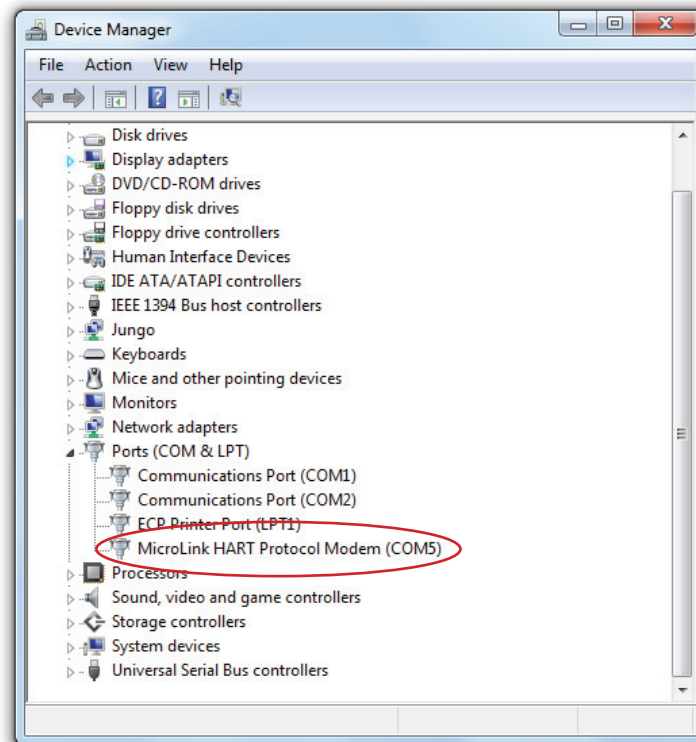 Device Manager
File Action View Help
Disk drives
Display adapters
DVD/CD-ROM drives
Floppy disk drives
Floppy drive controllers
Human Interface Devices
IDE ATA/ATAPI controllers
IEEE 1394 Bus host controllers
Jungo
Keyboards
Mice and other pointing devices
Monitors
Network adapters
Ports (COM & LPT)
Communications Port (COM1)
Communications Port (COM2)
ECP Printer Port (LPT1)
MicroLink HART Protocol Modem (COM5)
Processors
Sound, video and game controllers
Storage controllers
System devices
Universal Serial Bus controllers